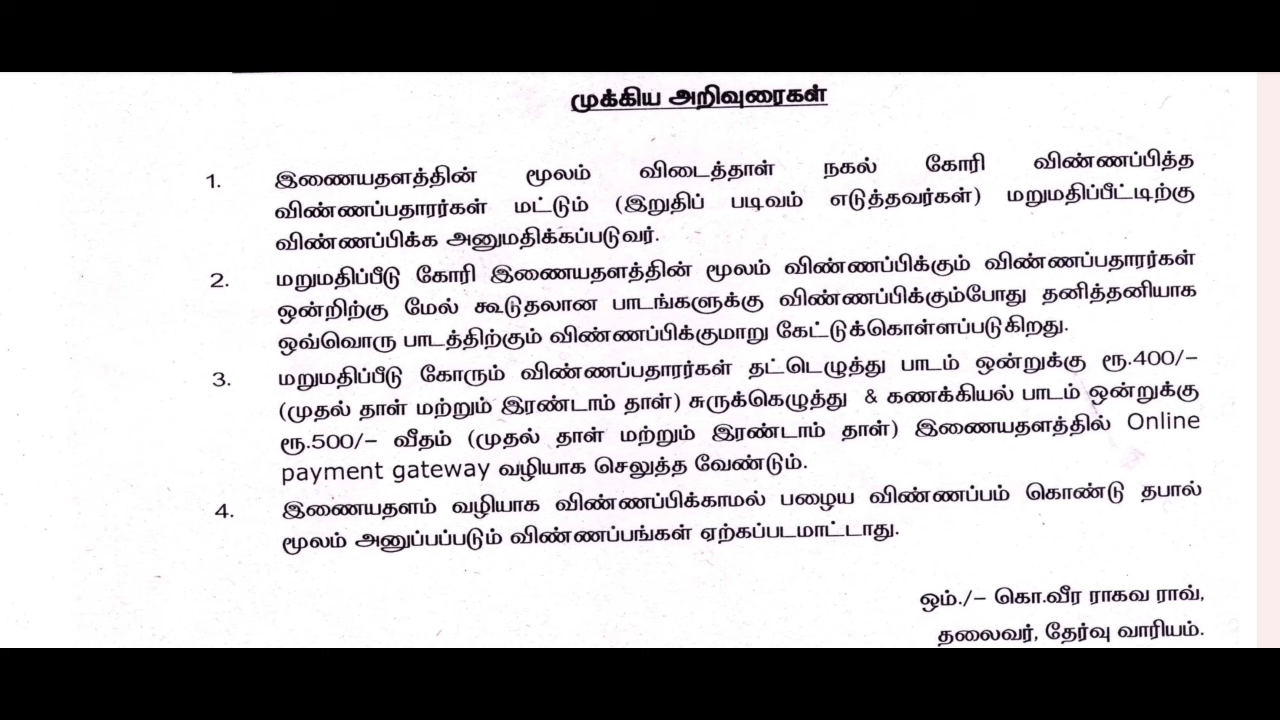 முக்கிய அறிவுரைகள்
1. இணையதளத்தின் மூலம் விடைத்தாள் நகல் கோரி விண்ணப்பித்த
விண்ணப்பதாரர்கள் மட்டும் (இறுதிப் படிவம் எடுத்தவர்கள்) மறுமதிப்பீட்டிற்கு
விண்ணப்பிக்க அனுமதிக்கப்படுவர்.
2. மறுமதிப்பீடு கோரி இணையதளத்தின் மூலம் விண்ணப்பிக்கும் விண்ணப்பதாரர்கள்
ஒன்றிற்கு மேல் கூடுதலான பாடங்களுக்கு விண்ணப்பிக்கும்போது தனித்தனியாக
ஒவ்வொரு பாடத்திற்கும் விண்ணப்பிக்குமாறு கேட்டுக்கொள்ளப்படுகிறது.
3. மறுமதிப்பீடு கோரும் விண்ணப்பதாரர்கள் தட்டெழுத்து பாடம் ஒன்றுக்கு ரூ.400/-
(முதல் தாள் மற்றும் இரண்டாம் தாள்) சுருக்கெழுத்து & கணக்கியல் பாடம் ஒன்றுக்கு
ரூ.500/- வீதம் (முதல் தாள் மற்றும் இரண்டாம் தாள்) இணையதளத்தில் Online
payment gateway வழியாக செலுத்த வேண்டும்.
4. இணையதளம் வழியாக விண்ணப்பிக்காமல் பழைய விண்ணப்பம் கொண்டு தபால்
மூலம் அனுப்பப்படும் விண்ணப்பங்கள் ஏற்கப்படமாட்டாது.
ஒம்./- கொ.வீர ராகவ ராவ்,
தலைவர், தேர்வு வாரியம்.